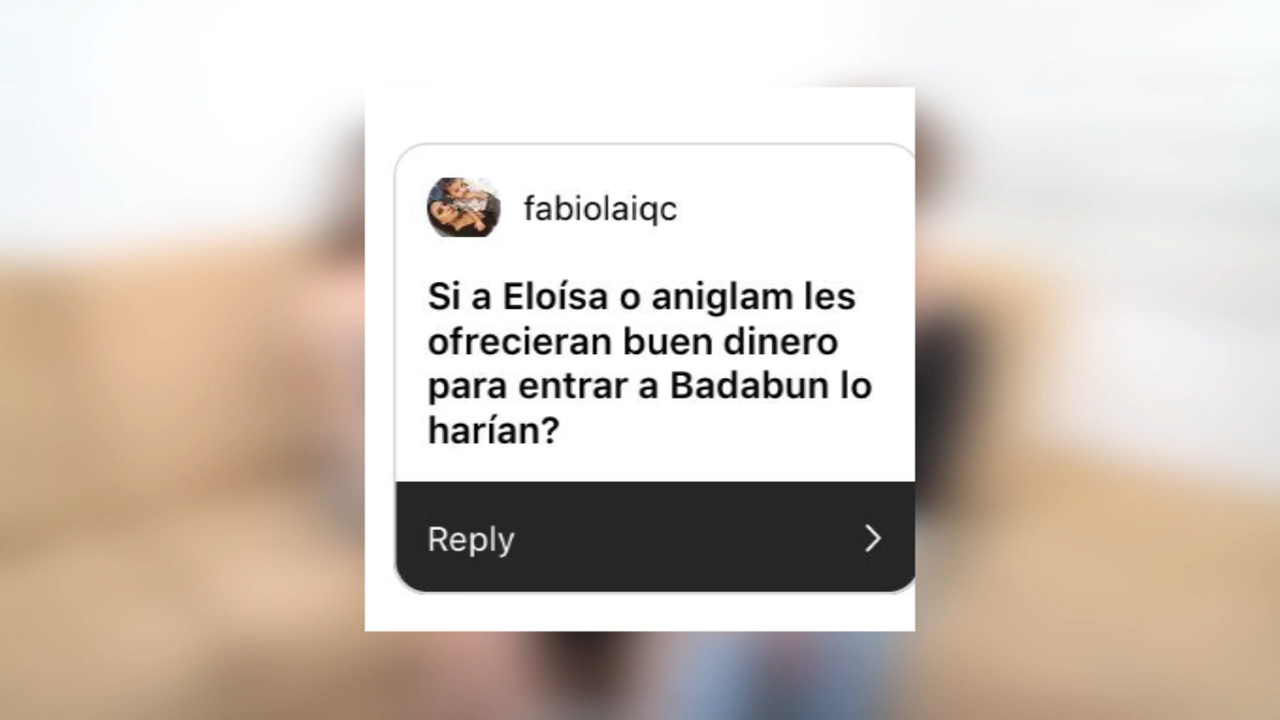 fabiolaiqc
Si a Eloísa o aniglam les
ofrecieran buen dinero
para entrar a Badabun lo
harían?
Reply